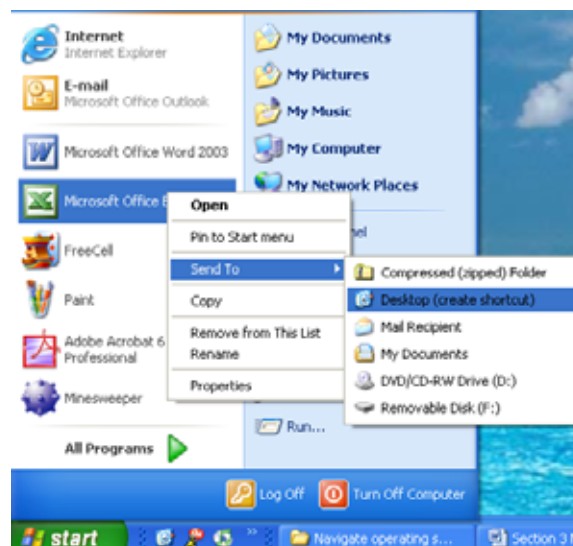 Internet
Internet Explorer
E-mail
Microsoft Office Outlook
Microsoft Office Word 2003
Microsoft Office E
FreeCell
Paint
Adobe Acrobat 6
Professional
Minesweeper
All Programs
My Documents
My Pictures
My Music
My Computer
My Network Places
nel
Run...
Open
Pin to Start menu
Send To
Copy
Remove from This List
Rename
Properties
Compressed (zipped) Folder
Desktop (create shortcut)
Mail Recipient
My Documents
DVD/CD-RW Drive (D:)
Removable Disk (F:)
Log Off
Turn Off Computer
start
Navigate operating s...
Section 3